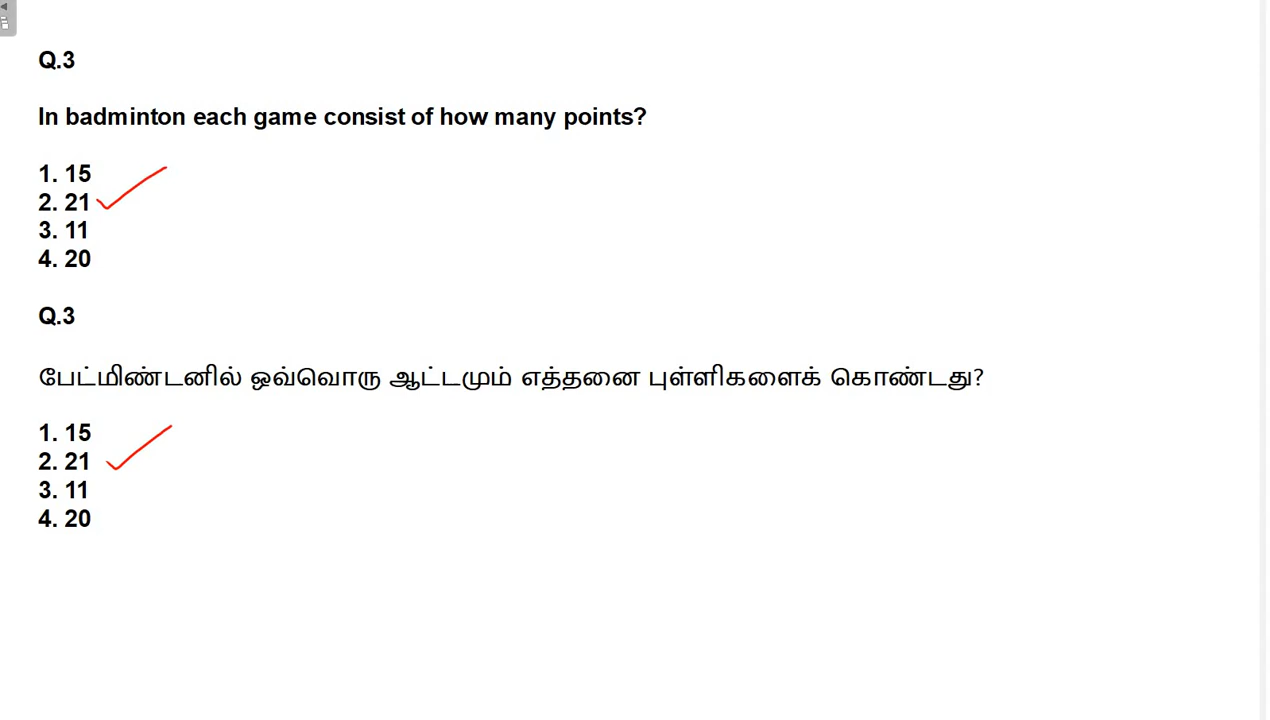 Q.3
In badminton each game consist of how many points?
1. 15
2. 21
3. 11
4. 20
Q.3
பேட்மிண்டனில் ஒவ்வொரு ஆட்டமும் எத்தனை புள்ளிகளைக் கொண்டது?
1. 15
2. 21
3. 11
4. 20